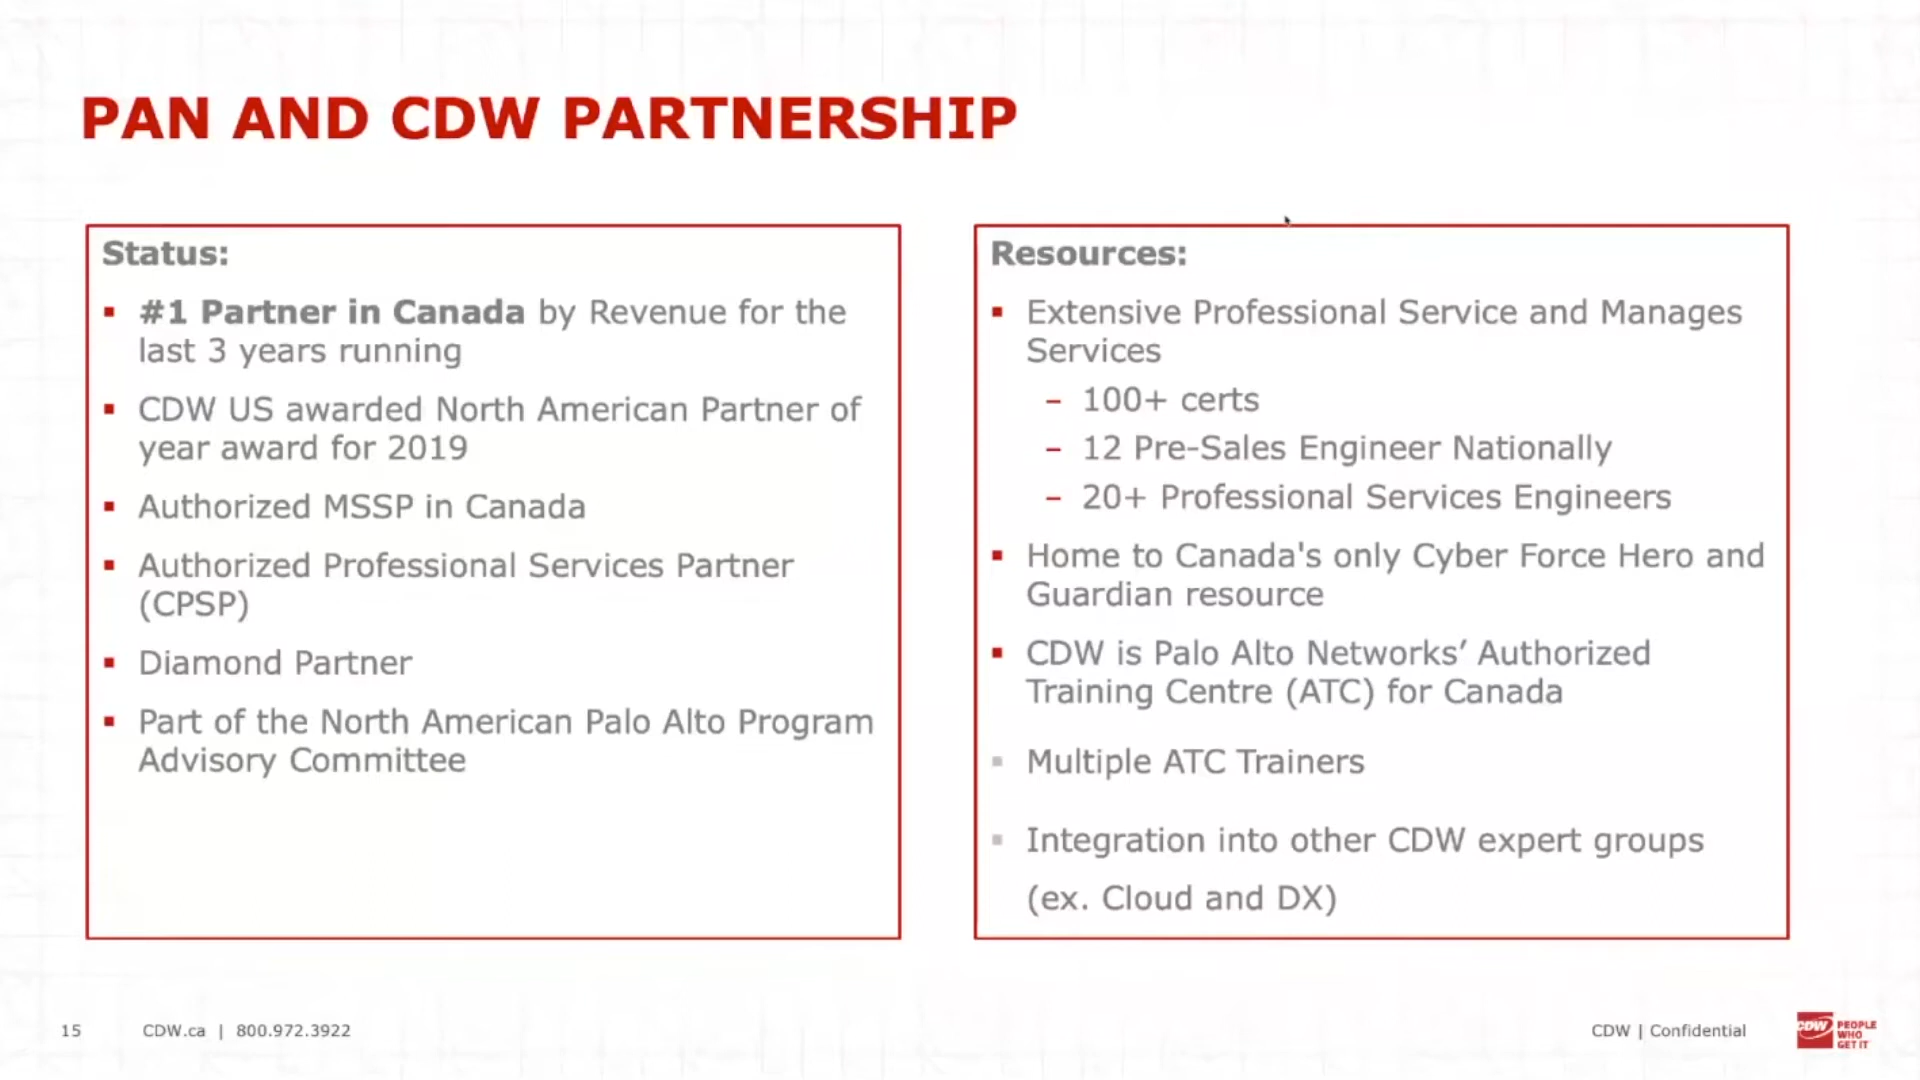 PAN AND CDW PARTNERSHIP
Status:
▪ #1 Partner in Canada by Revenue for the
last 3 years running
▪ CDW US awarded North American Partner of
year award for 2019
▪ Authorized MSSP in Canada
▪ Authorized Professional Services Partner
(CPSP)
▪ Diamond Partner
▪ Part of the North American Palo Alto Program
Advisory Committee
Resources:
▪ Extensive Professional Service and Manages
Services
– 100+ certs
– 12 Pre-Sales Engineer Nationally
– 20+ Professional Services Engineers
▪ Home to Canada's only Cyber Force Hero and
Guardian resource
▪ CDW is Palo Alto Networks’ Authorized
Training Centre (ATC) for Canada
▪ Multiple ATC Trainers
▪ Integration into other CDW expert groups
(ex. Cloud and DX)
15 CDW.ca | 800.972.3922
CDW | Confidential
CDW
PEOPLE
WHO
GET IT